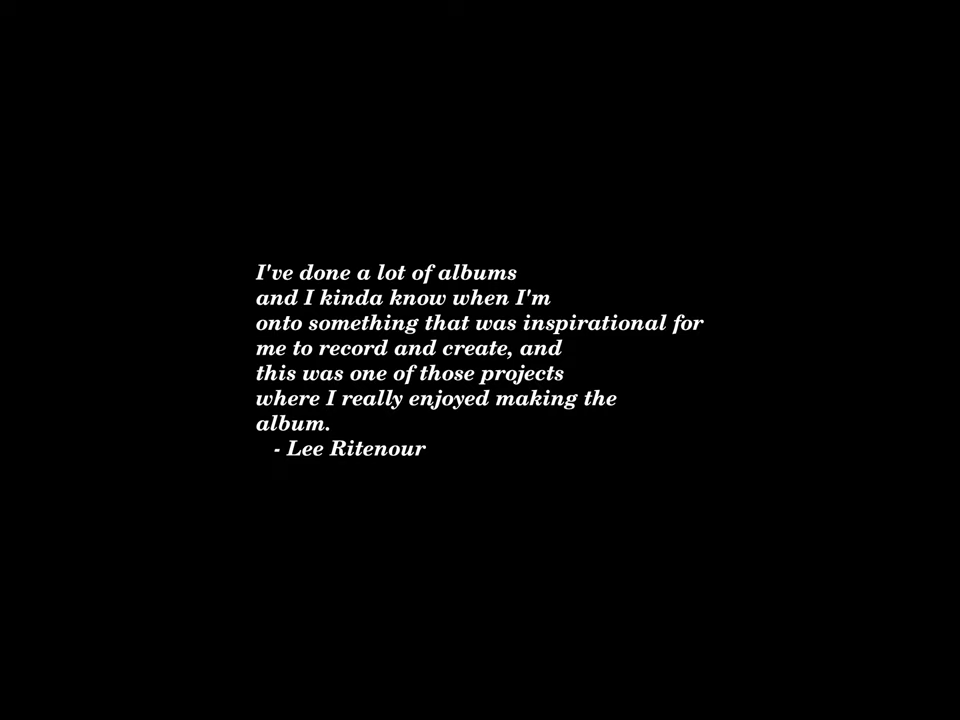 I've done a lot of albums
and I kinda know when I'm
onto something that was inspirational for
me to record and create, and
this was one of those projects
where I really enjoyed making the
album.
- Lee Ritenour